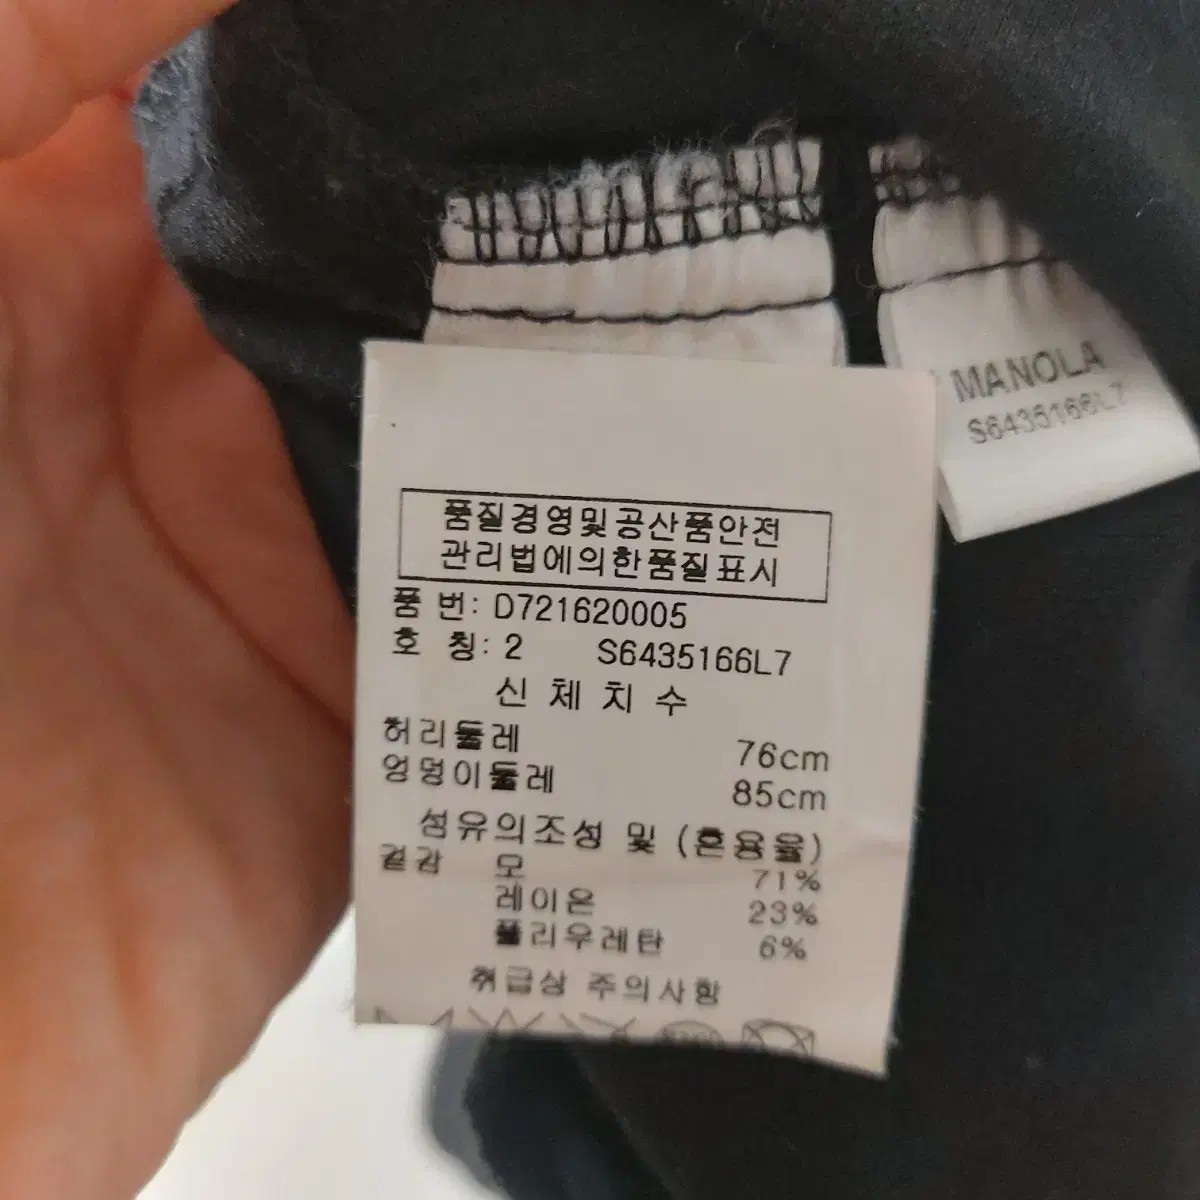 품질경영및공산품안전
관리법에의한품질표시
품 번: D721620005
호 칭: 2 S6435166L7
신 체 치 수
허리둘레 76cm
엉덩이둘레 85cm
섬유의조성 및 (혼용율)
겉감 모 71%
레이온 23%
폴리우레탄 6%
취급상 주의사항
MANOLA
S6435166L7